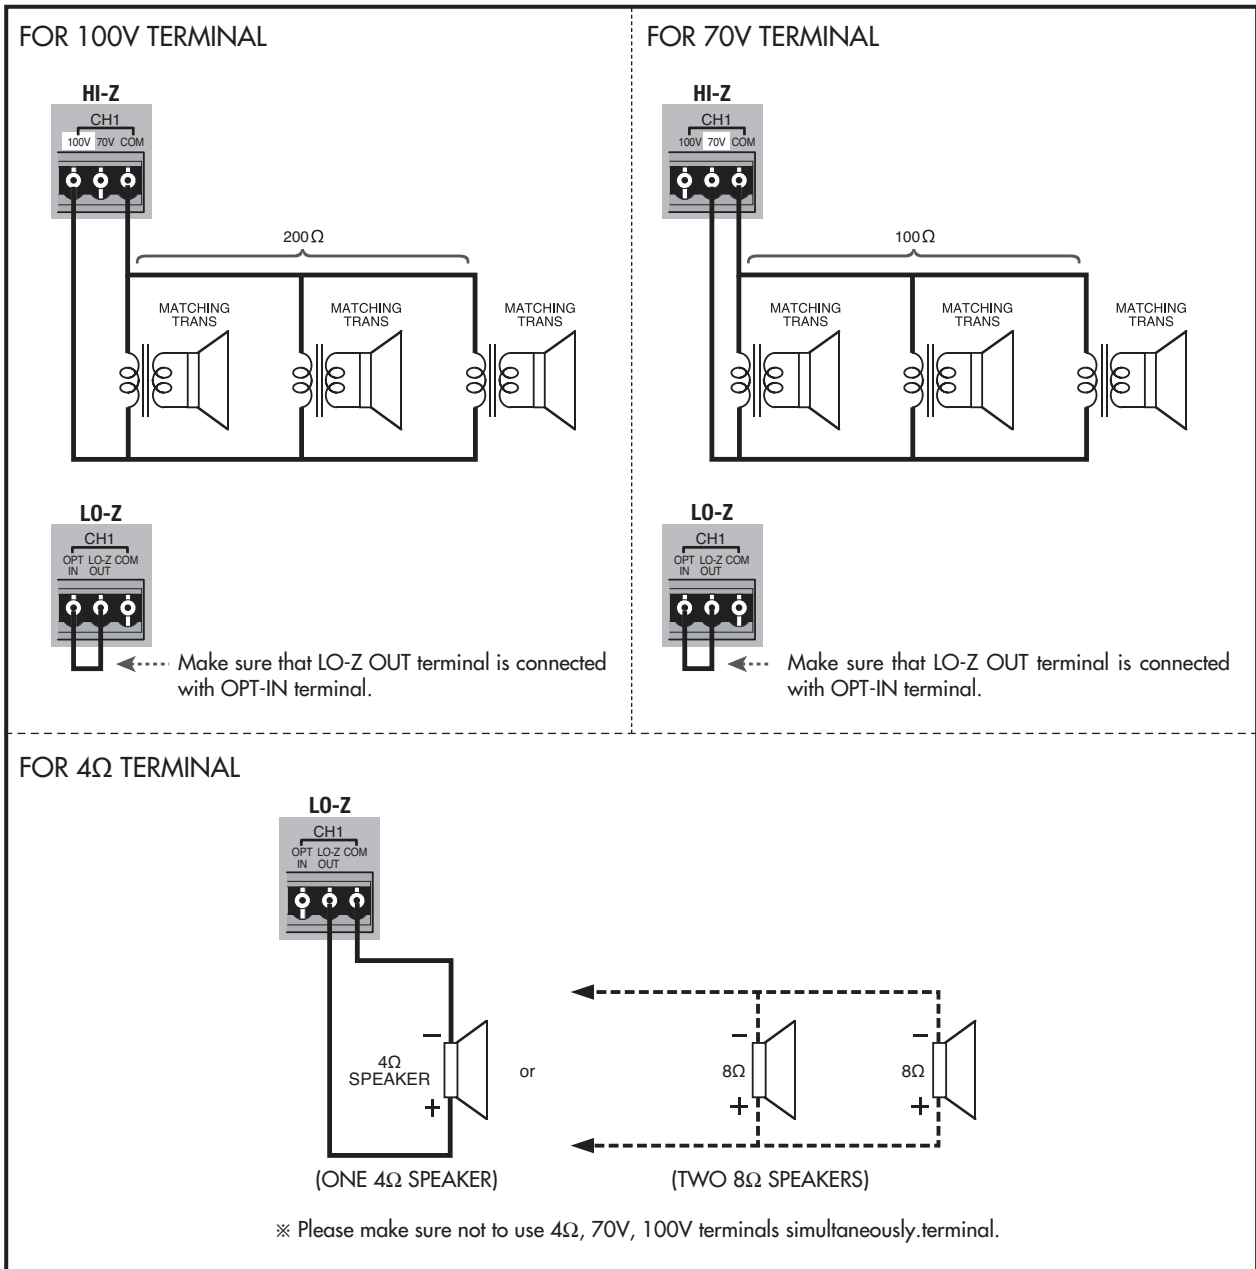 FOR 100V TERMINAL
HI-Z
CH1
100V 70V COM
200Ω
MATCHING
TRANS
MATCHING
TRANS
MATCHING
TRANS
LO-Z
CH1
OPT LO-Z COM
IN OUT
Make sure that LO-Z OUT terminal is connected
with OPT-IN terminal.
FOR 70V TERMINAL
HI-Z
CH1
100V 70V COM
100Ω
MATCHING
TRANS
MATCHING
TRANS
MATCHING
TRANS
LO-Z
CH1
OPT LO-Z COM
IN OUT
Make sure that LO-Z OUT terminal is connected
with OPT-IN terminal.
FOR 4Ω TERMINAL
LO-Z
CH1
OPT LO-Z COM
IN OUT
−
4Ω
SPEAKER
+
or
−
8Ω
+
−
8Ω
+
(ONE 4Ω SPEAKER)
(TWO 8Ω SPEAKERS)
※ Please make sure not to use 4Ω, 70V, 100V terminals simultaneously.terminal.